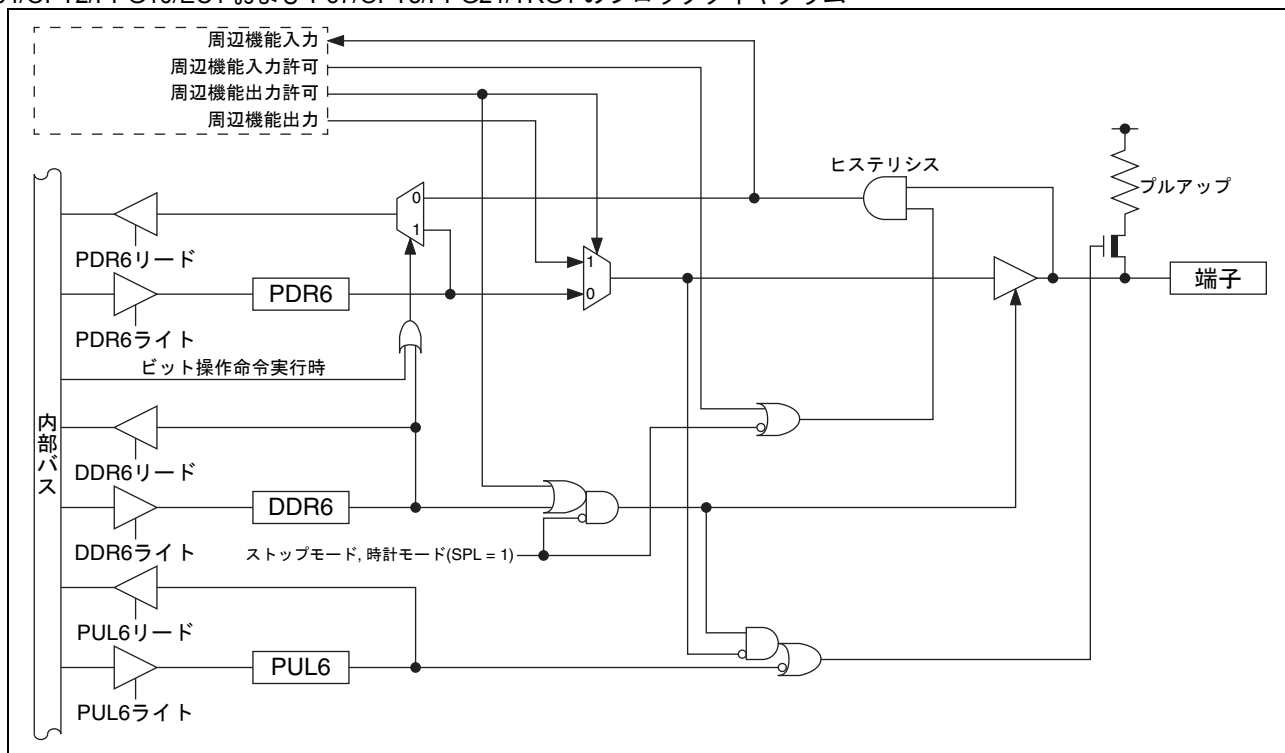 周辺機能入力
周辺機能入力許可
周辺機能出力許可
周辺機能出力
ヒステリシス
プルアップ
0
1
PDR6リード
1
0
端子
PDR6
PDR6ライト
ビット操作命令実行時
内部バス
DDR6リード
DDR6
DDR6ライト
ストップモード, 時計モード(SPL = 1)
PUL6リード
PUL6
PUL6ライト